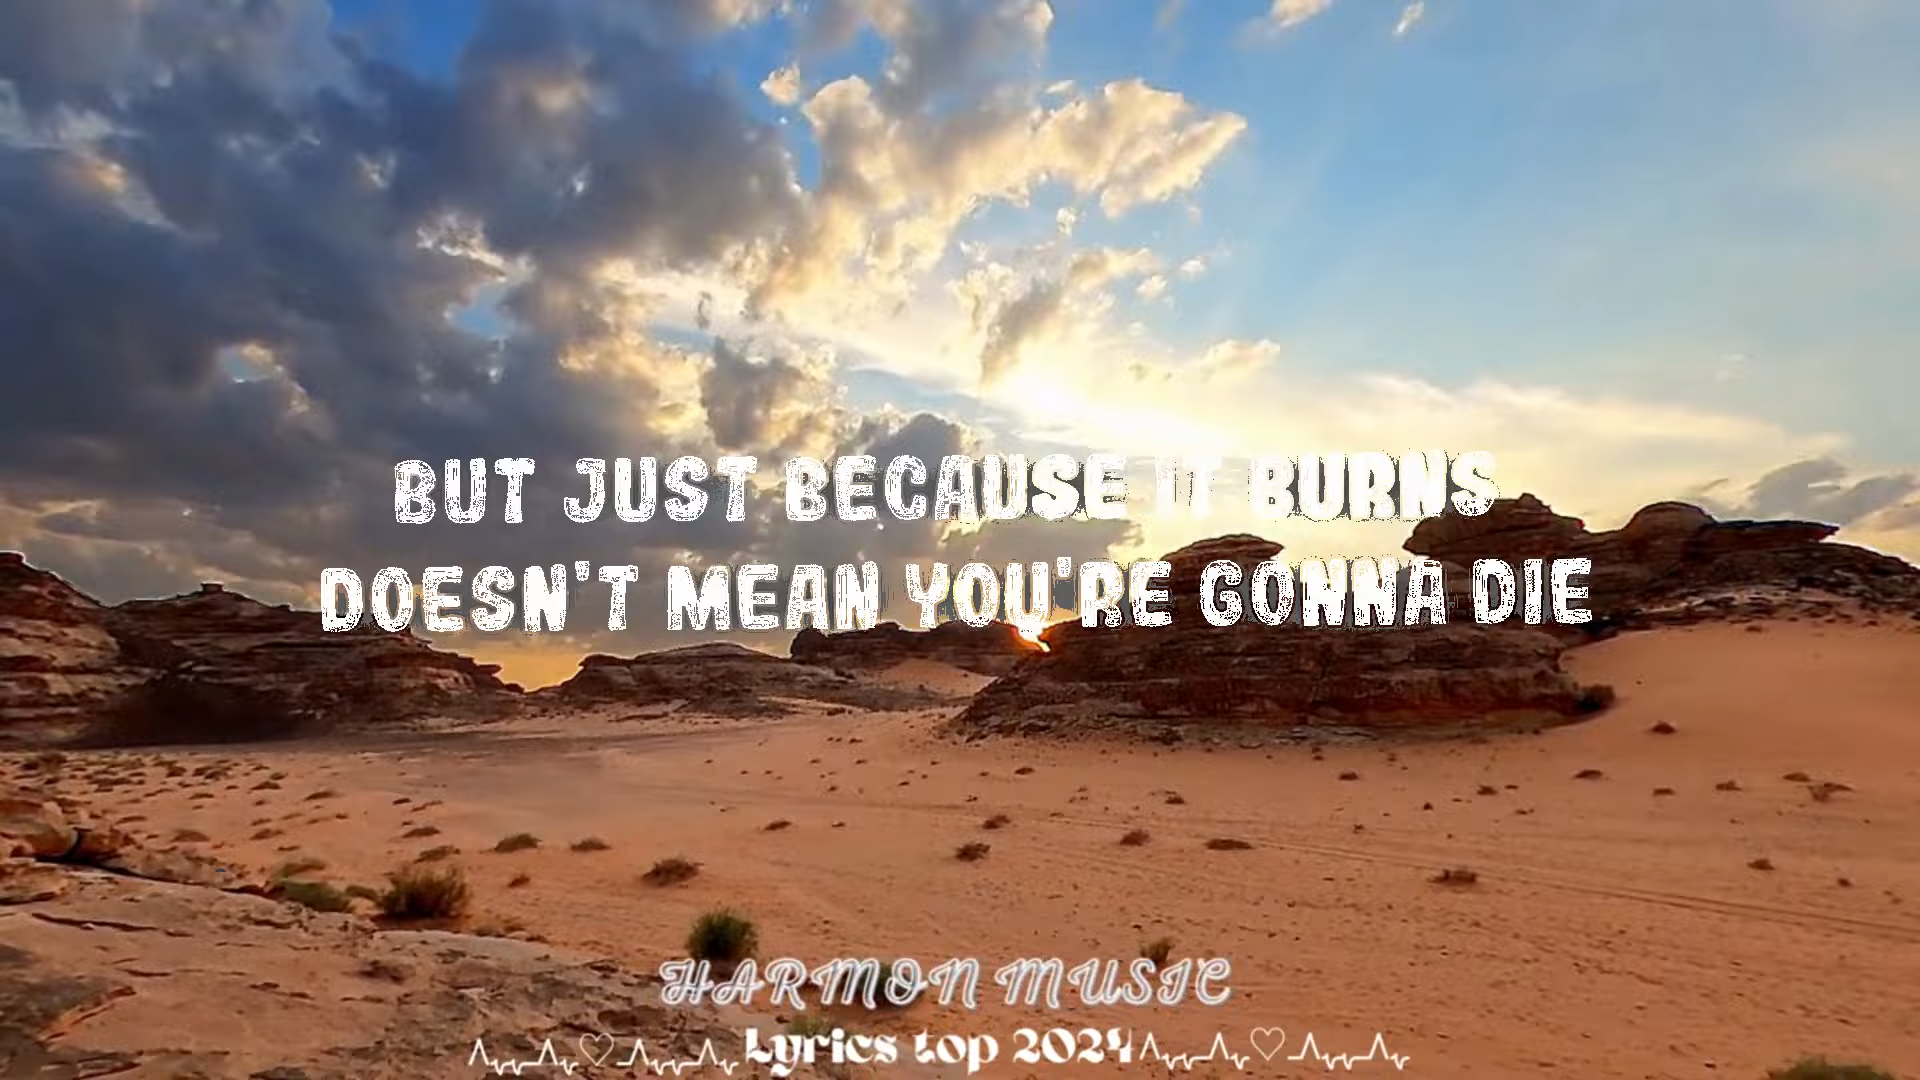 BUT JUST BECAUSE IT BURNS
DOESN'T MEAN YOU'RE GONNA DIE
HARMON MUSIC
Lyrics top 2024